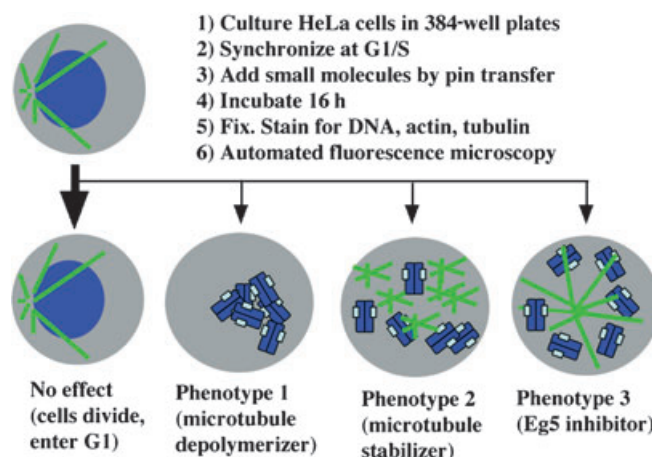 1) Culture HeLa cells in 384-well plates
2) Synchronize at G1/S
3) Add small molecules by pin transfer
4) Incubate 16 h
5) Fix. Stain for DNA, actin, tubulin
6) Automated fluorescence microscopy
No effect
(cells divide,
enter G1)
Phenotype 1
(microtubule
depolymerizer)
Phenotype 2
(microtubule
stabilizer)
Phenotype 3
(Eg5 inhibitor)